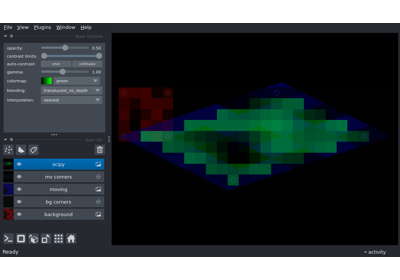 File View Plugins Window Help
opacity: 0.50
contrast limits:
auto-contrast: once continuous
gamma: 1.00
colormap: green
blending: translucent_no_depth
interpolation: nearest
scipy
mv corners
moving
bg corners
background
Ready
activity